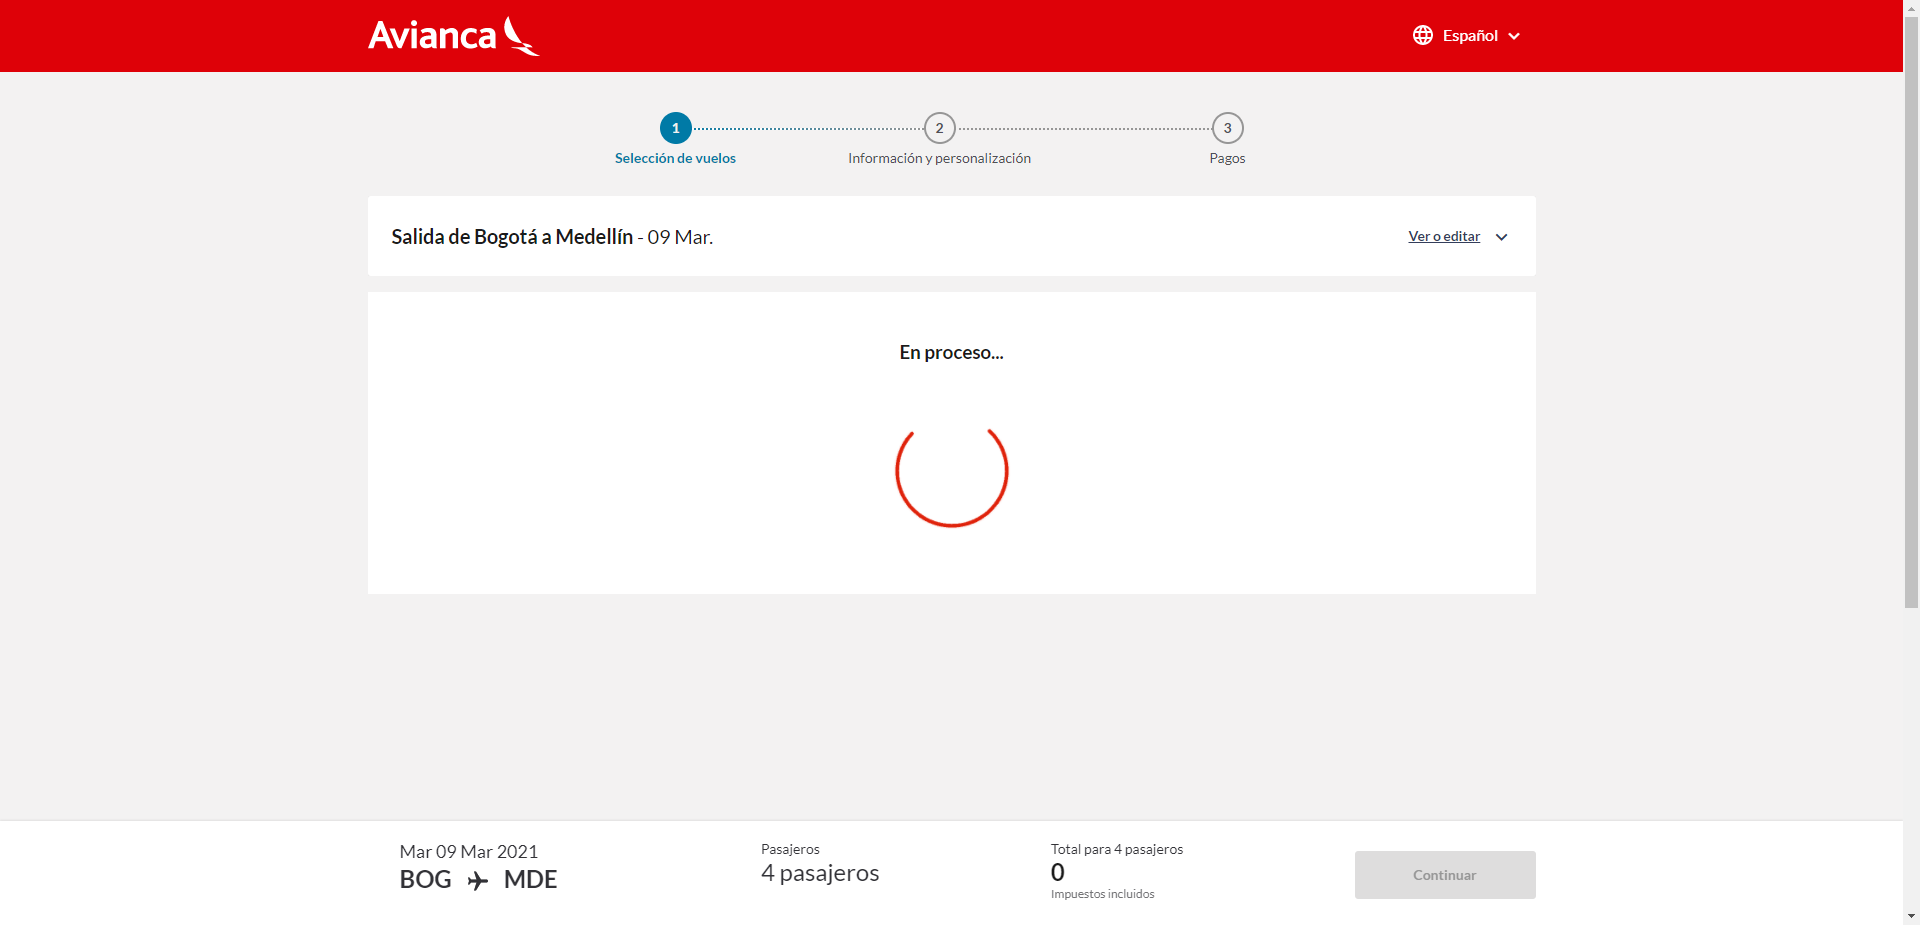 Avianca
Español
1
2
3
Selección de vuelos
Información y personalización
Pagos
Salida de Bogotá a Medellín - 09 Mar.
Ver o editar
En proceso...
Mar 09 Mar 2021
BOG MDE
Pasajeros
4 pasajeros
Total para 4 pasajeros
0
Impuestos incluidos
Continuar